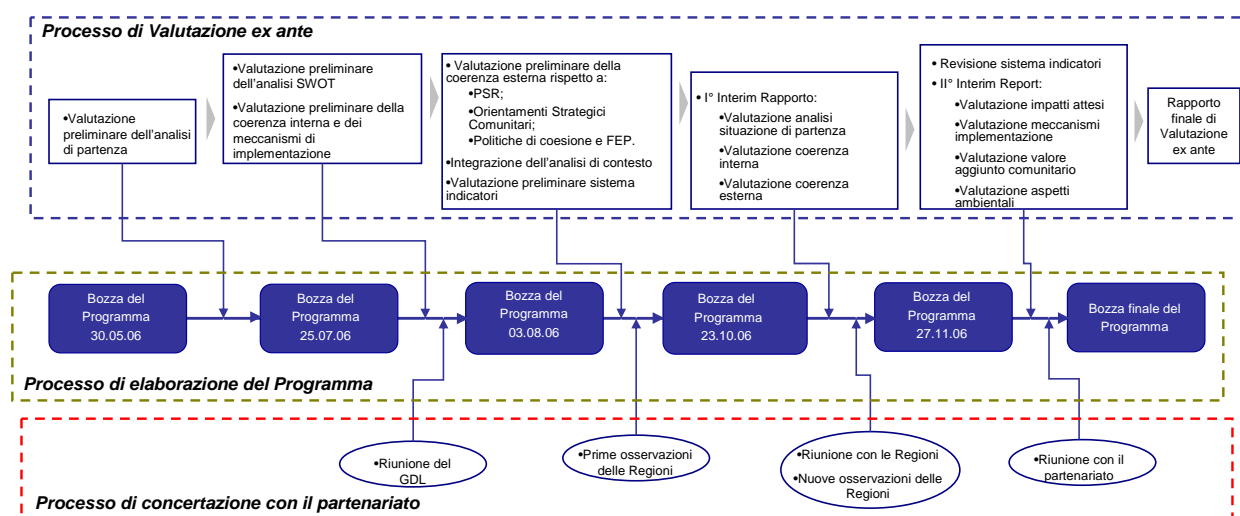 Processo di Valutazione ex ante
•Valutazione
preliminare dell'analisi
di partenza
•Valutazione preliminare
dell'analisi SWOT
•Valutazione preliminare della
coerenza interna e dei
meccanismi di
implementazione
• Valutazione preliminare della
coerenza esterna rispetto a:
•PSR;
•Orientamenti Strategici
Comunitari;
•Politiche di coesione e FEP.
•Integrazione dell'analisi di contesto
•Valutazione preliminare sistema
indicatori
• I° Interim Rapporto:
•Valutazione analisi
situazione di partenza
•Valutazione coerenza
interna
•Valutazione coerenza
esterna
• Revisione sistema indicatori
• II° Interim Report:
•Valutazione impatti attesi
•Valutazione meccanismi
implementazione
•Valutazione valore
aggiunto comunitario
•Valutazione aspetti
ambientali
Rapporto
finale di
Valutazione
ex ante
Bozza del
Programma
30.05.06
Bozza del
Programma
25.07.06
Bozza del
Programma
03.08.06
Bozza del
Programma
23.10.06
Bozza del
Programma
27.11.06
Bozza finale del
Programma
Processo di elaborazione del Programma
•Riunione del
GDL
•Prime osservazioni
delle Regioni
•Riunione con le Regioni
•Nuove osservazioni delle
Regioni
•Riunione con il
partenariato
Processo di concertazione con il partenariato